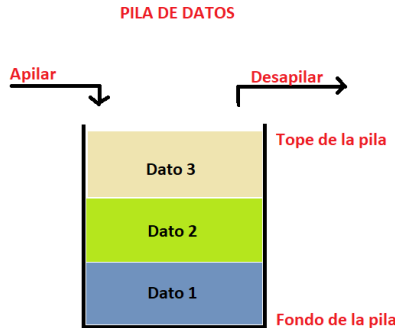 PILA DE DATOS
Apilar
Desapilar
Tope de la pila
Dato 3
Dato 2
Dato 1
Fondo de la pila